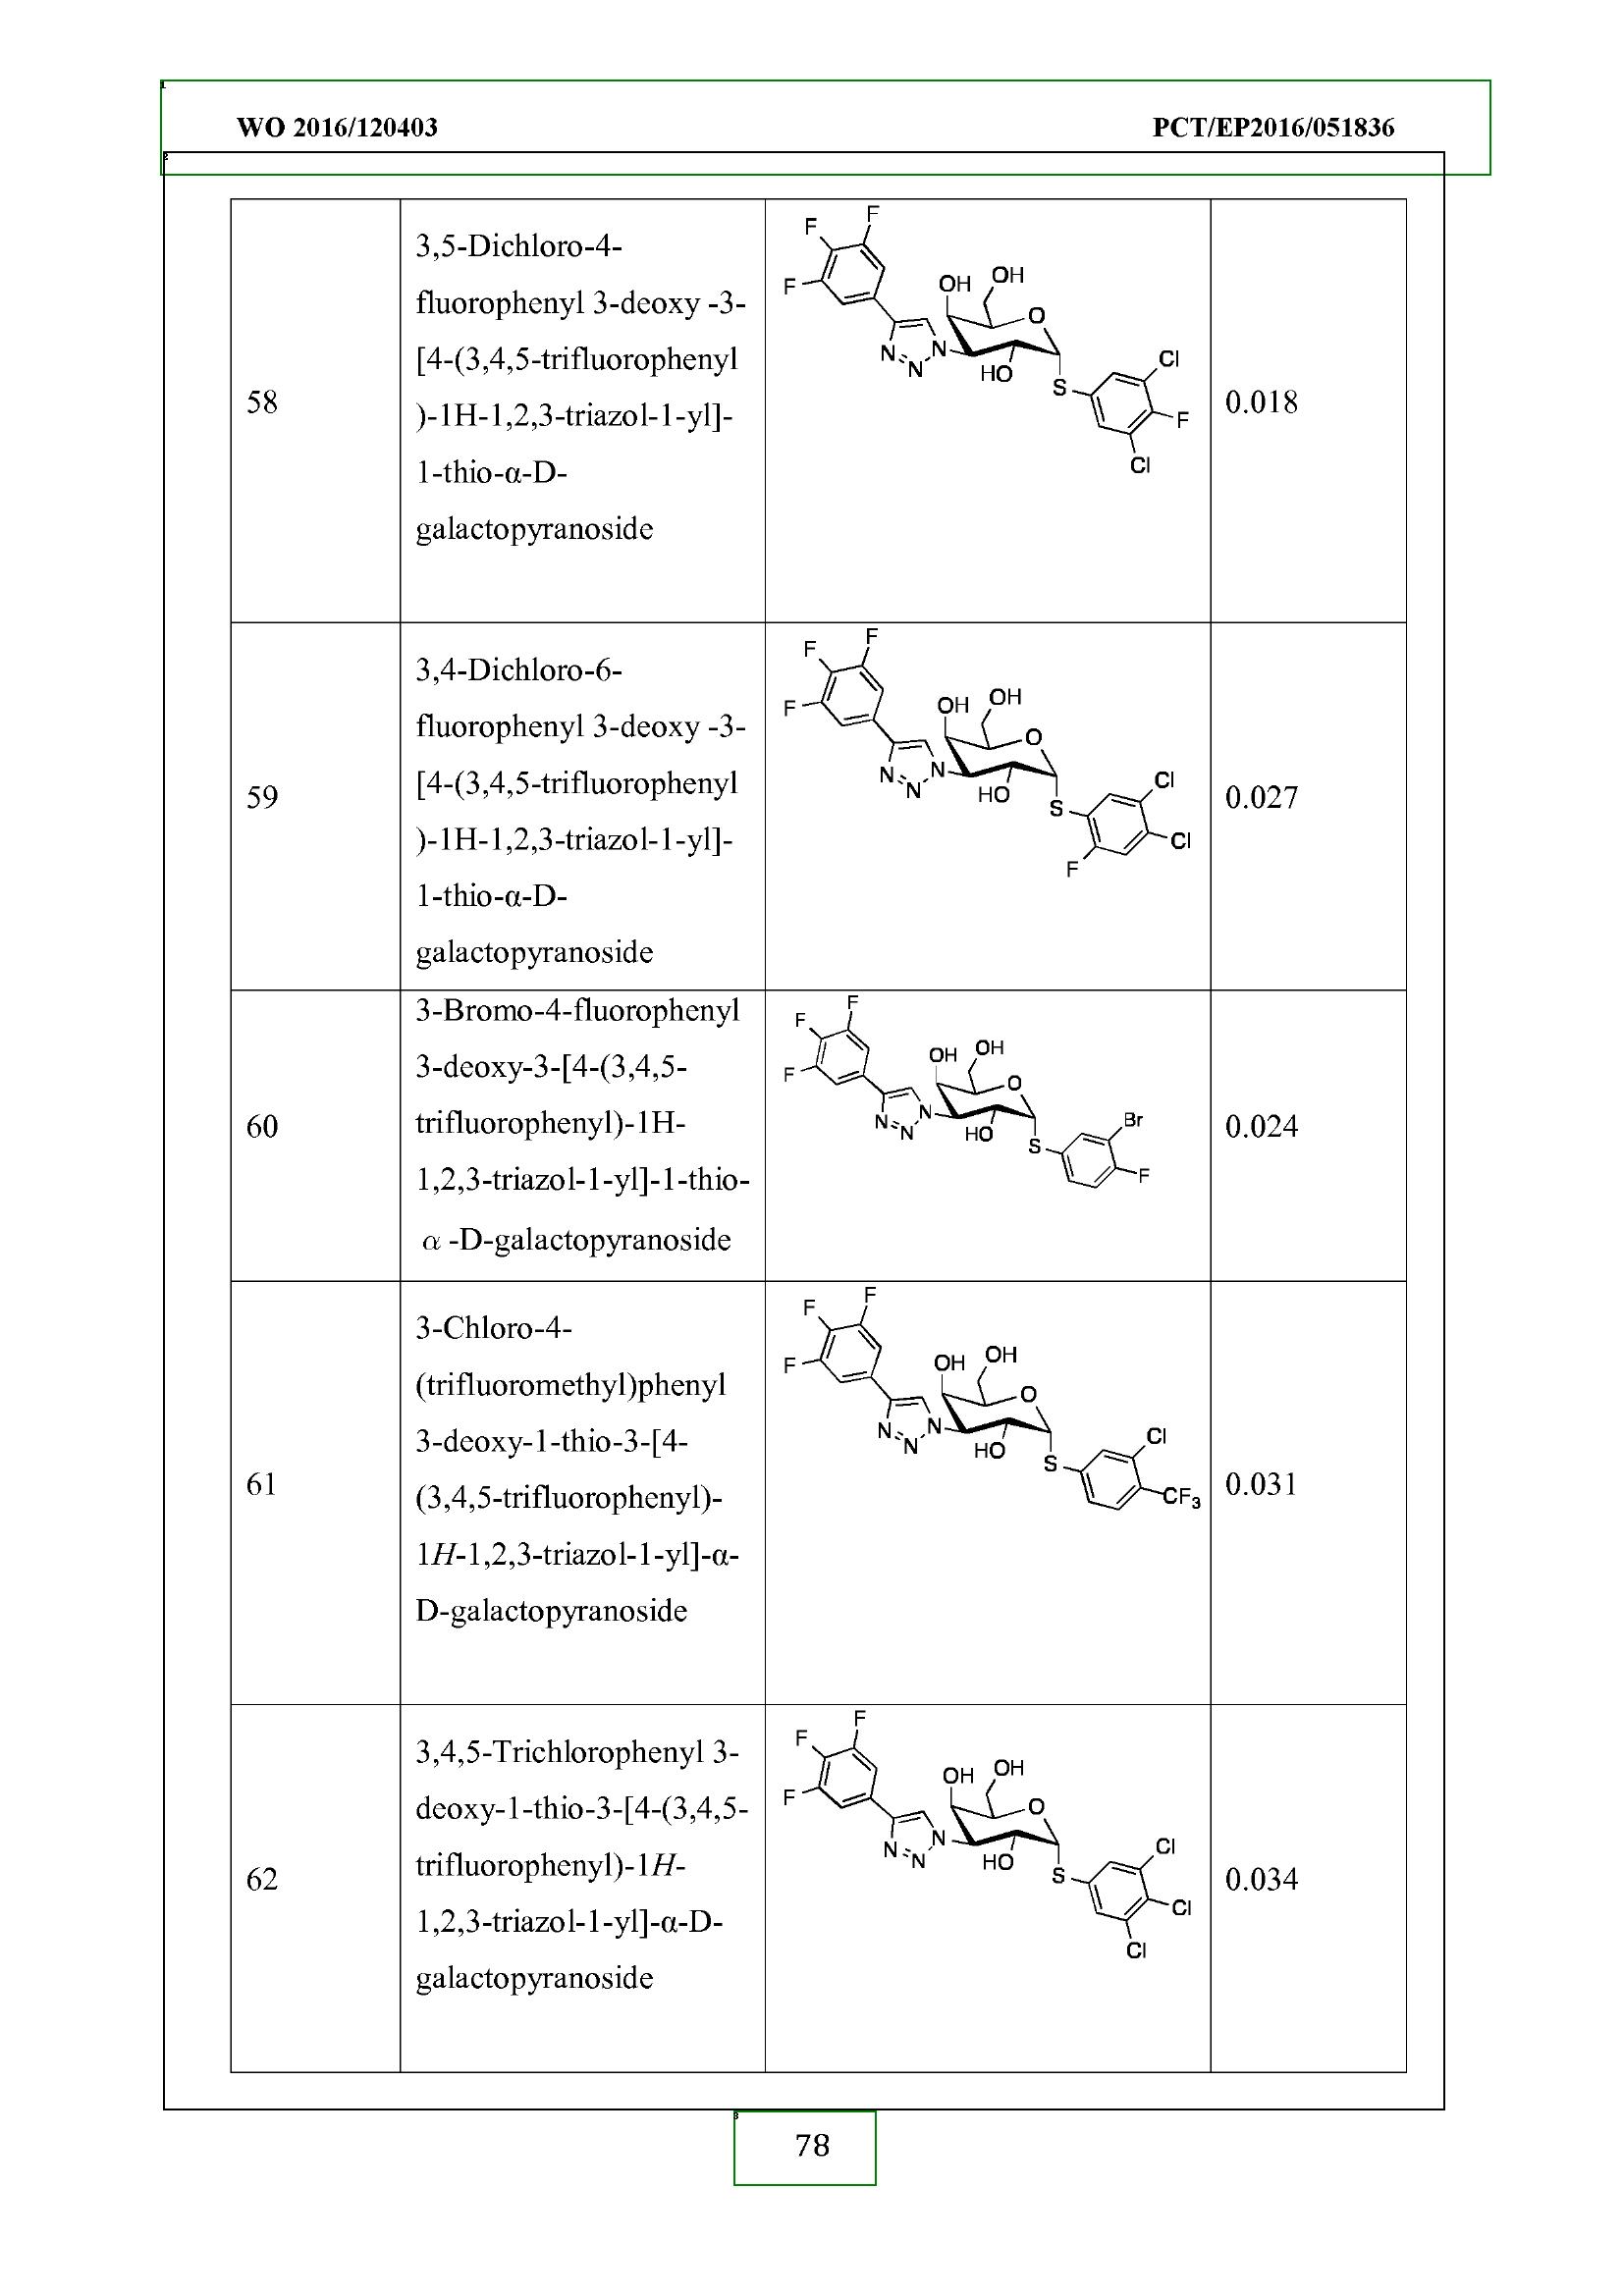 WO 2016/120403 PCT/EP2016/051836
58
3,5-Dichloro-4-
fluorophenyl 3-deoxy -3-
[4-(3,4,5-trifluorophenyl
)-1H-1,2,3-triazol-1-yl]-
1-thio-α-D-
galactopyranoside
F
F
F
OH
OH
O
N
N
N
HO
S
Cl
F
Cl
0.018
59
3,4-Dichloro-6-
fluorophenyl 3-deoxy -3-
[4-(3,4,5-trifluorophenyl
)-1H-1,2,3-triazol-1-yl]-
1-thio-α-D-
galactopyranoside
F
F
F
OH
OH
O
N
N
N
HO
S
Cl
Cl
F
0.027
60
3-Bromo-4-fluorophenyl
3-deoxy-3-[4-(3,4,5-
trifluorophenyl)-1H-
1,2,3-triazol-1-yl]-1-thio-
α -D-galactopyranoside
F
F
F
OH
OH
O
N
N
N
HO
S
Br
F
0.024
61
3-Chloro-4-
(trifluoromethyl)phenyl
3-deoxy-1-thio-3-[4-
(3,4,5-trifluorophenyl)-
1H-1,2,3-triazol-1-yl]-α-
D-galactopyranoside
F
F
F
OH
OH
O
N
N
N
HO
S
Cl
CF3
0.031
62
3,4,5-Trichlorophenyl 3-
deoxy-1-thio-3-[4-(3,4,5-
trifluorophenyl)-1H-
1,2,3-triazol-1-yl]-α-D-
galactopyranoside
F
F
F
OH
OH
O
N
N
N
HO
S
Cl
Cl
Cl
0.034
78